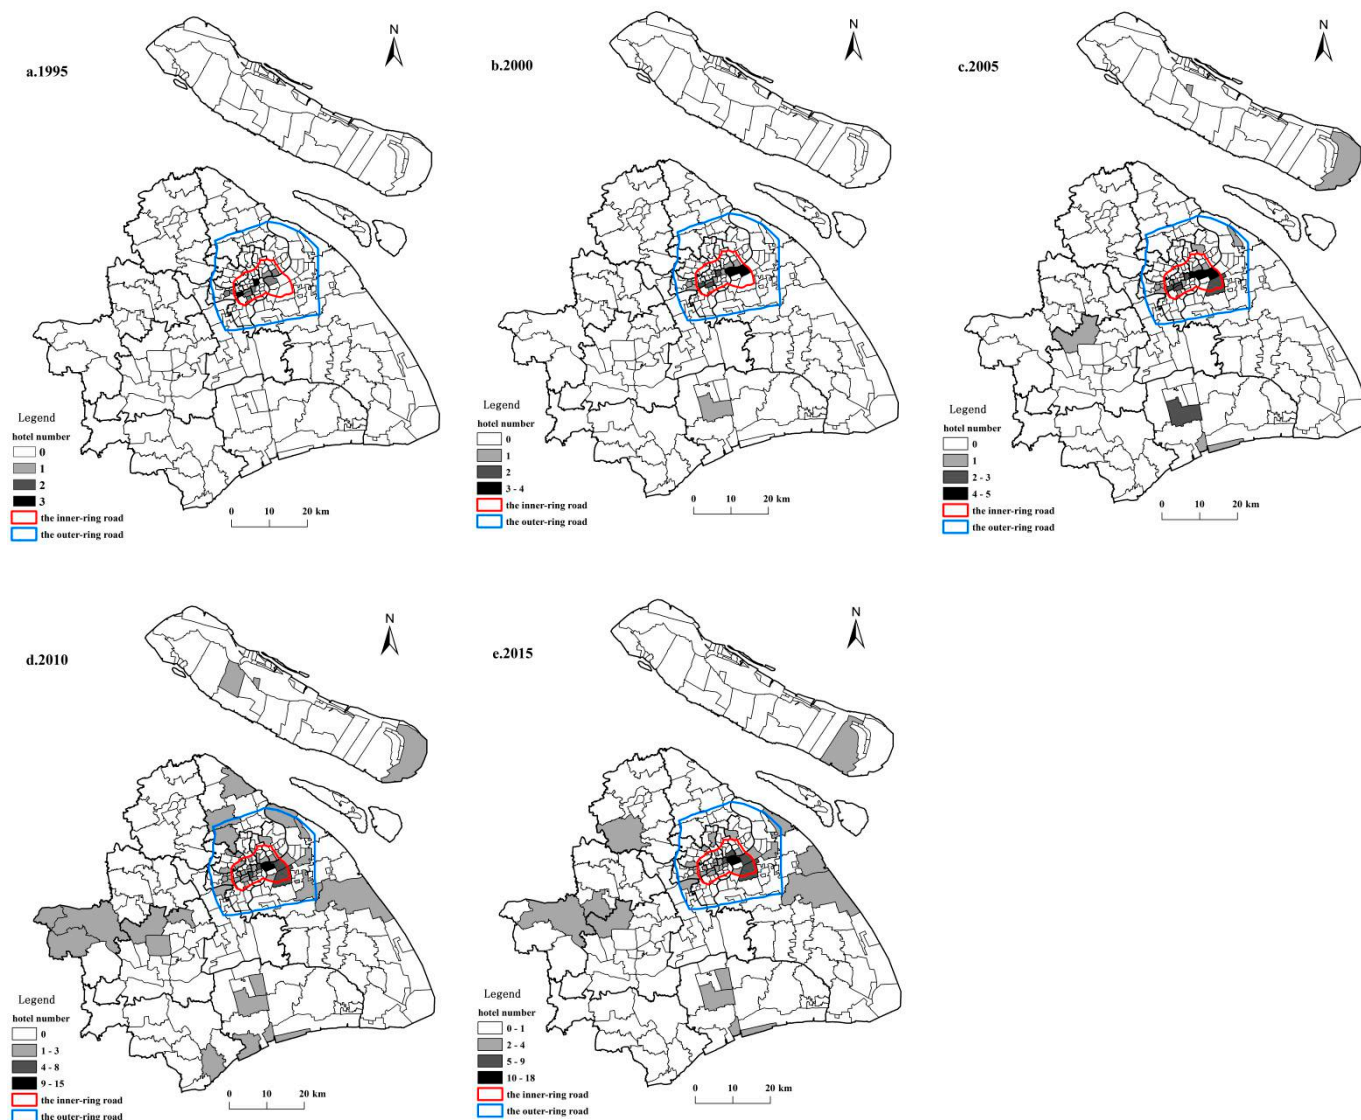 a.1995
N
Legend
hotel number
0
1
2
3
the inner-ring road
the outer-ring road
0 10 20 km
b.2000
N
Legend
hotel number
0
1
2
3 - 4
the inner-ring road
the outer-ring road
0 10 20 km
c.2005
N
Legend
hotel number
0
1
2 - 3
4 - 5
the inner-ring road
the outer-ring road
0 10 20 km
d.2010
N
Legend
hotel number
0
1 - 3
4 - 8
9 - 15
the inner-ring road
the outer-ring road
0 10 20 km
e.2015
N
Legend
hotel number
0 - 1
2 - 4
5 - 9
10 - 18
the inner-ring road
the outer-ring road
0 10 20 km